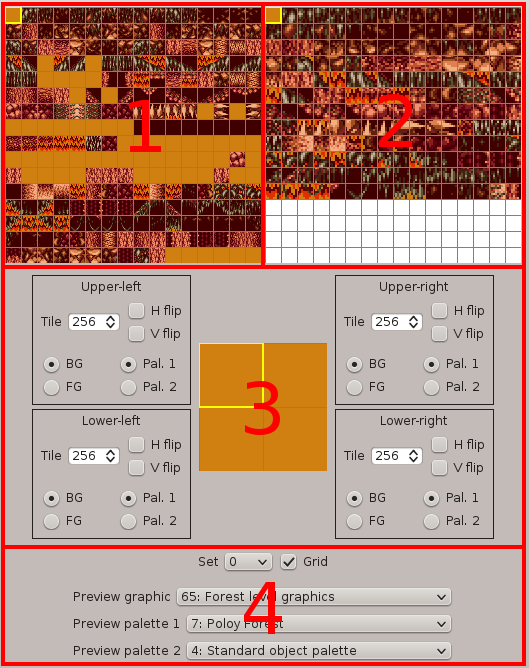 1
2
Upper-left
Tile 256 H flip
V flip
BG Pal. 1
FG Pal. 2
Upper-right
Tile 256 H flip
V flip
BG Pal. 1
FG Pal. 2
3
Lower-left
Tile 256 H flip
V flip
BG Pal. 1
FG Pal. 2
Lower-right
Tile 256 H flip
V flip
BG Pal. 1
FG Pal. 2
Set 0 Grid
4
Preview graphic 65: Forest level graphics
Preview palette 1 7: Poloy Forest
Preview palette 2 4: Standard object palette